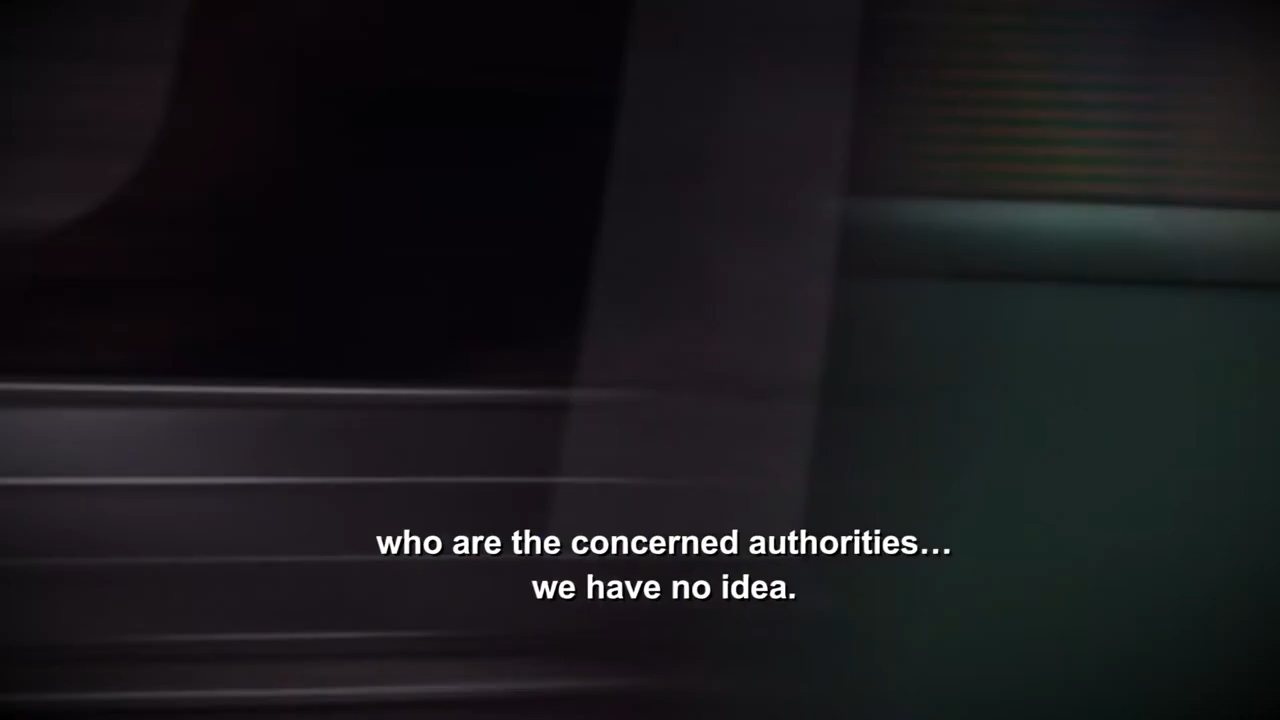 who are the concerned authorities…
we have no idea.